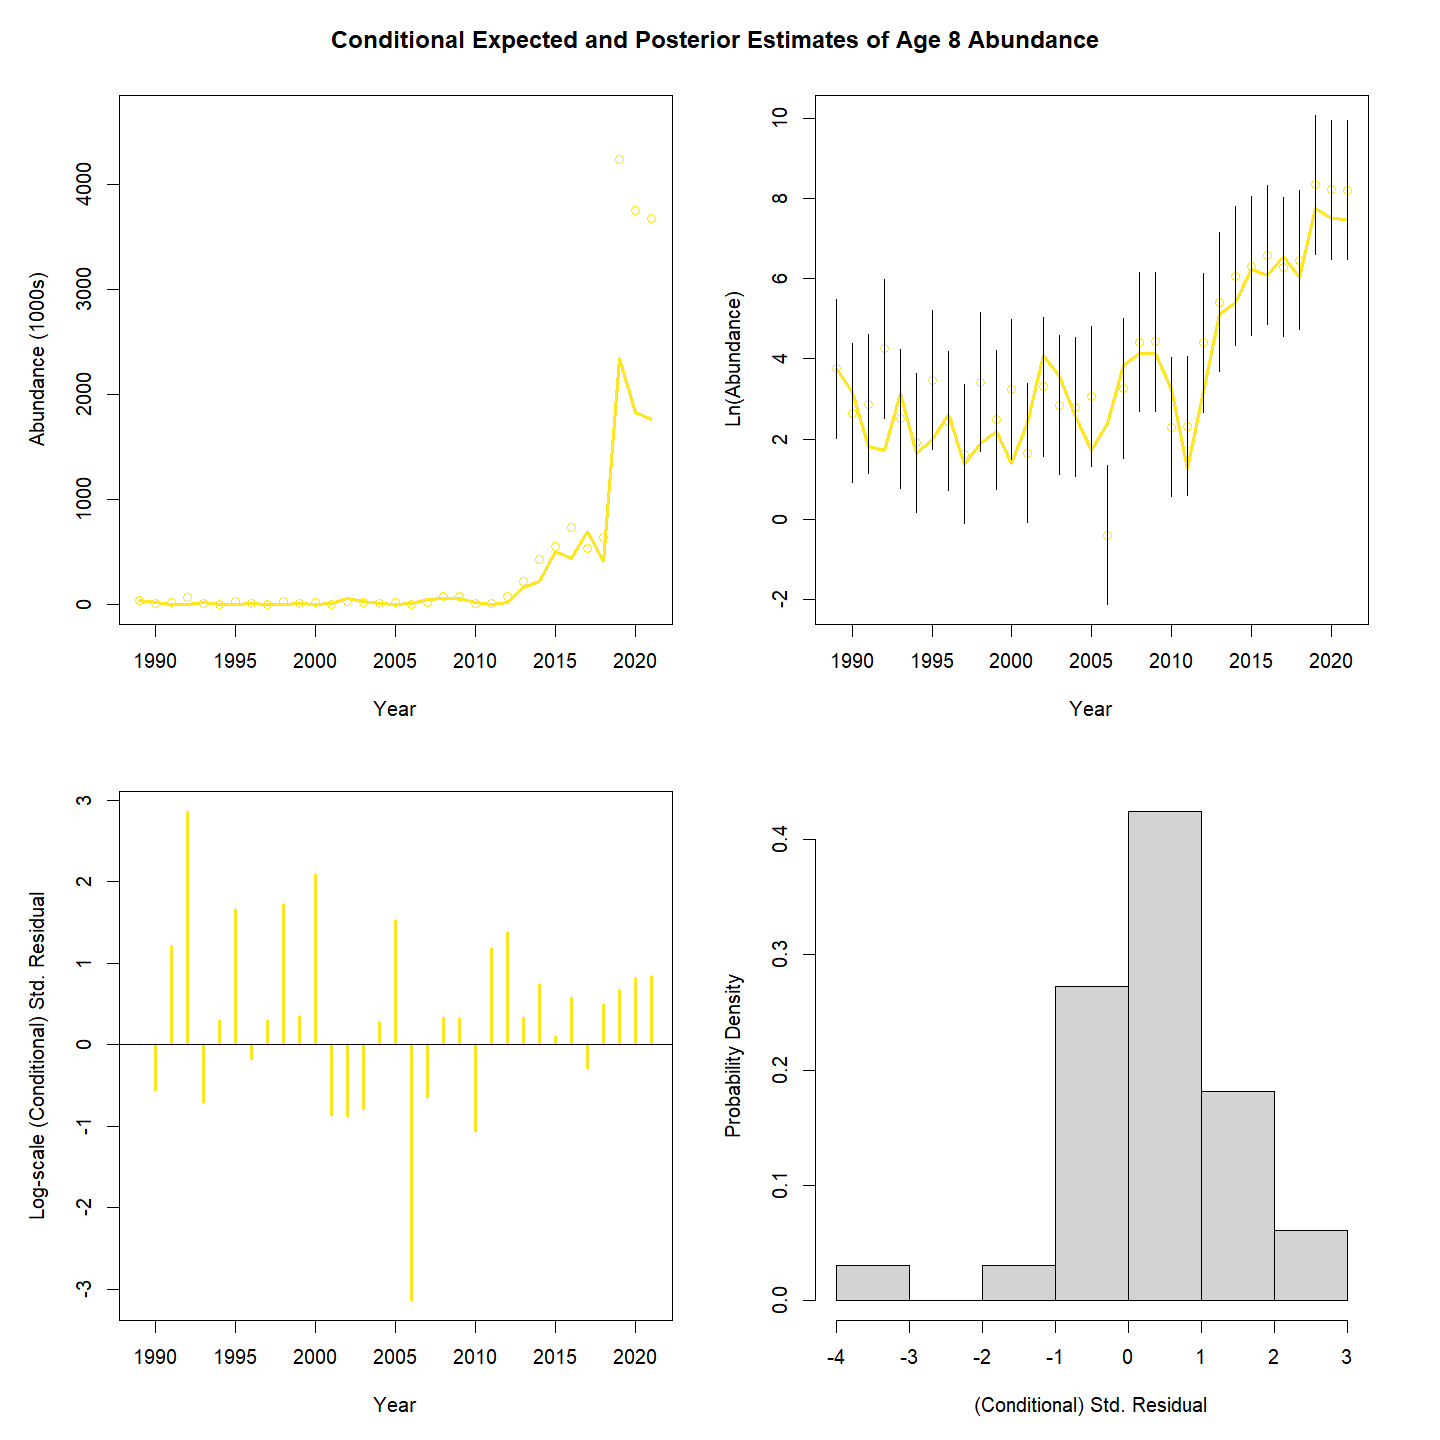 Conditional Expected and Posterior Estimates of Age 8 Abundance
Abundance (1000s)
4000
3000
2000
1000
0
1990 1995 2000 2005 2010 2015 2020
Year
Ln(Abundance)
10
8
6
4
2
0
-2
1990 1995 2000 2005 2010 2015 2020
Year
Log-scale (Conditional) Std. Residual
3
2
1
0
-1
-2
-3
1990 1995 2000 2005 2010 2015 2020
Year
Probability Density
0.4
0.3
0.2
0.1
0.0
-4 -3 -2 -1 0 1 2 3
(Conditional) Std. Residual